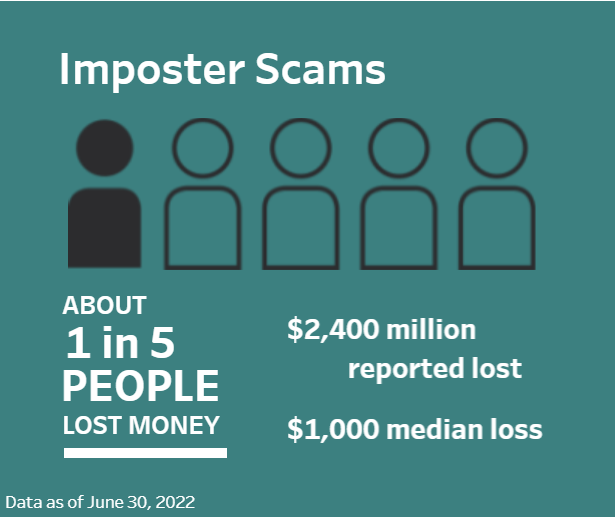 Imposter Scams
ABOUT
1 in 5
PEOPLE
LOST MONEY
$2,400 million
reported lost
$1,000 median loss
Data as of June 30, 2022